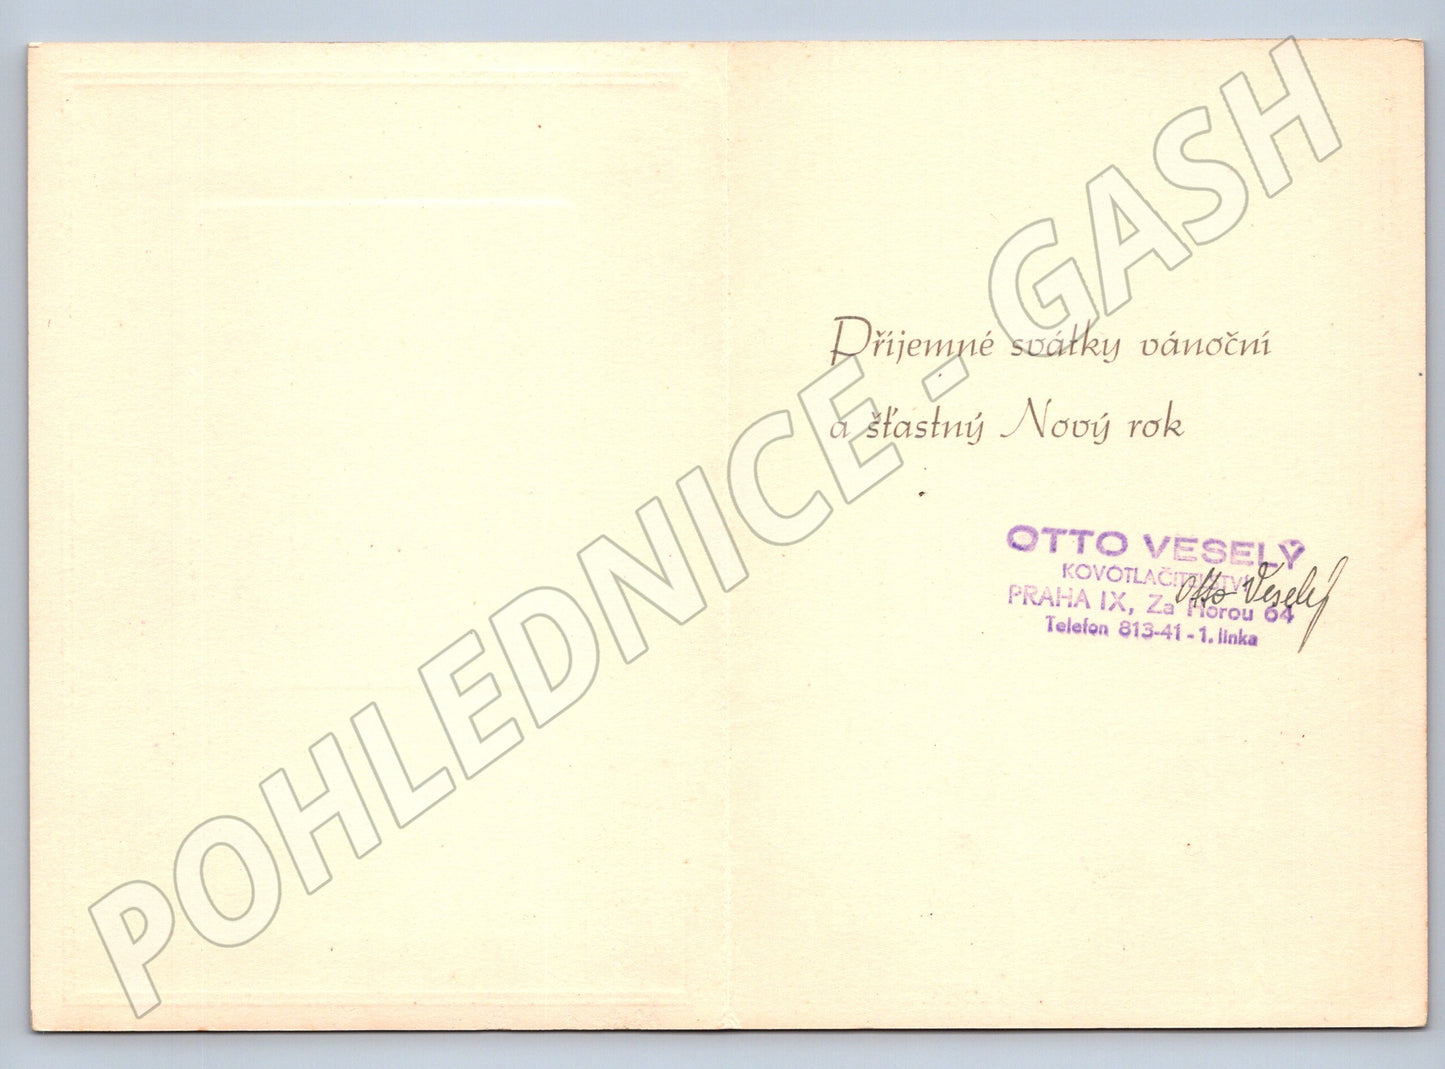 Příjemné svátky vánoční
a šťastný Nový rok
OTTO VESELÝ
KOVOTLAČITELSTVÍ
PRAHA IX, Za Horou 64
Telefon 813-41 - 1. linka
Otto Veselý
POHLEDNICE - GASH